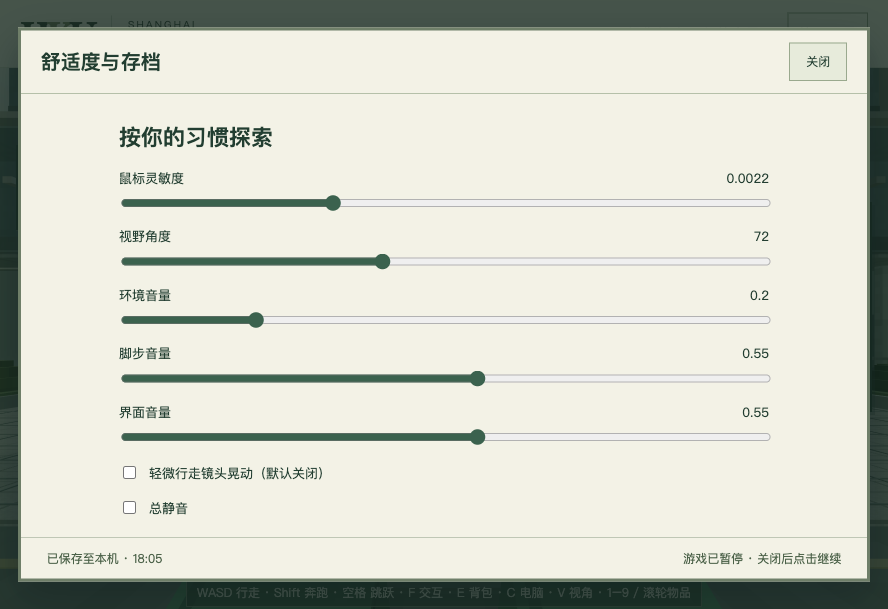 SHANGHAI
舒适度与存档
关闭
按你的习惯探索
鼠标灵敏度 0.0022
视野角度 72
环境音量 0.2
脚步音量 0.55
界面音量 0.55
轻微行走镜头晃动（默认关闭）
总静音
已保存至本机 · 18:05 游戏已暂停 · 关闭后点击继续
WASD 行走 · Shift 奔跑 · 空格 跳跃 · F 交互 · E 背包 · C 电脑 · V 视角 · 1—9 / 滚轮物品